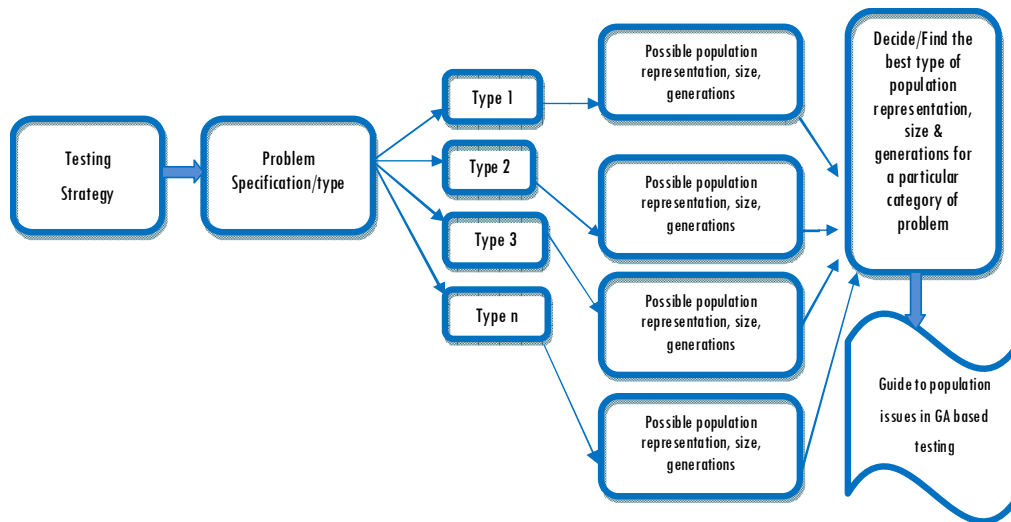 Testing
Strategy
Problem
Specification/type
Type 1
Type 2
Type 3
Type n
Possible population
representation, size,
generations
Possible population
representation, size,
generations
Possible population
representation, size,
generations
Possible population
representation, size,
generations
Decide/Find the
best type of
population
representation,
size &
generations for
a particular
category of
problem
Guide to population
issues in GA based
testing